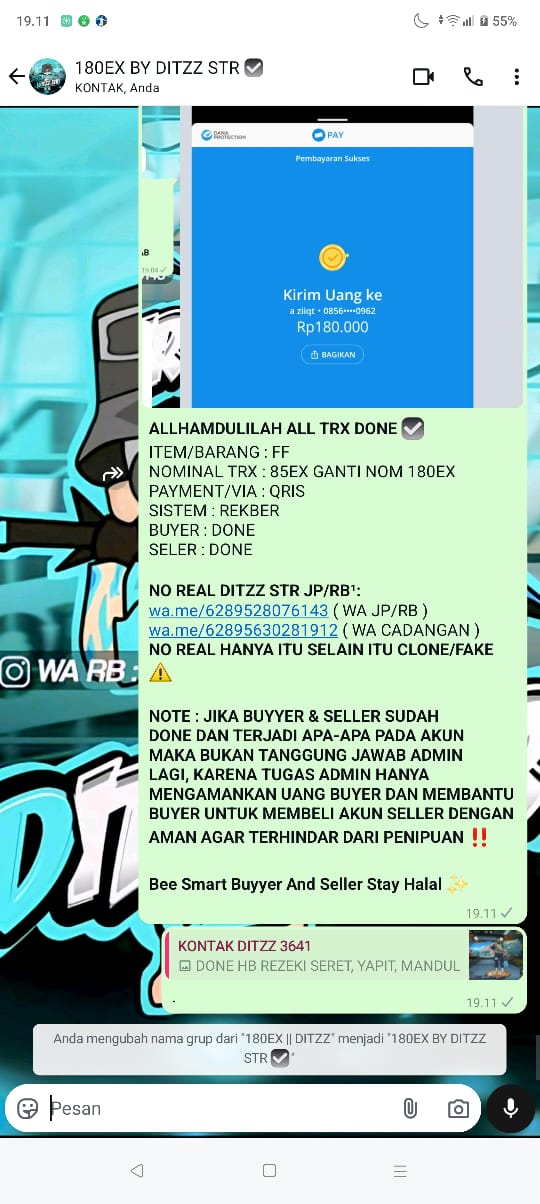 19.11
55%
180EX BY DITZZ STR
KONTAK, Anda
DANA PROTECTION
PAY
Pembayaran Sukses
AB
19.04
Kirim Uang ke
a ziiqt • 0856••••0962
Rp180.000
BAGIKAN
ALLHAMDULILAH ALL TRX DONE
ITEM/BARANG : FF
NOMINAL TRX : 85EX GANTI NOM 180EX
PAYMENT/VIA : QRIS
SISTEM : REKBER
BUYER : DONE
SELER : DONE
NO REAL DITZZ STR JP/RB¹:
wa.me/6289528076143 ( WA JP/RB )
wa.me/62895630281912 ( WA CADANGAN )
NO REAL HANYA ITU SELAIN ITU CLONE/FAKE
⚠️
WA RB :
NOTE : JIKA BUYYER & SELLER SUDAH
DONE DAN TERJADI APA-APA PADA AKUN
MAKA BUKAN TANGGUNG JAWAB ADMIN
LAGI, KARENA TUGAS ADMIN HANYA
MENGAMANKAN UANG BUYER DAN MEMBANTU
BUYER UNTUK MEMBELI AKUN SELLER DENGAN
AMAN AGAR TERHINDAR DARI PENIPUAN ‼️
Bee Smart Buyyer And Seller Stay Halal ✨
19.11
KONTAK DITZZ 3641
DONE HB REZEKI SERET, YAPIT, MANDUL
.
19.11
Anda mengubah nama grup dari "180EX || DITZZ" menjadi "180EX BY DITZZ
STR "
Pesan